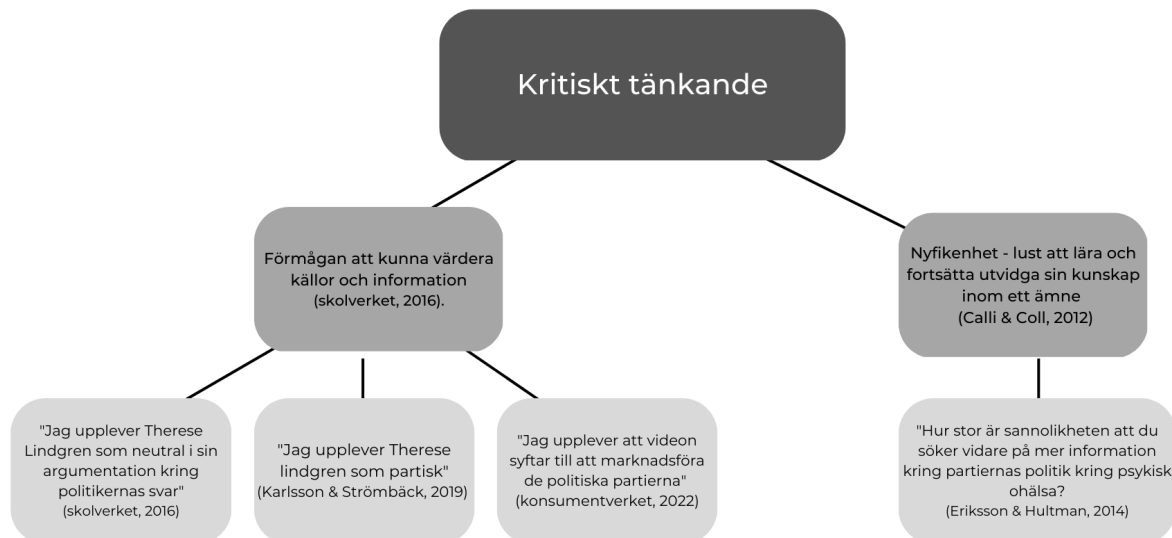 Kritiskt tänkande
Förmågan att kunna värdera
källor och information
(skolverket, 2016).
Nyfikenhet - lust att lära och
fortsätta utvidga sin kunskap
inom ett ämne
(Calli & Coll, 2012)
"Jag upplever Therese
Lindgren som neutral i sin
argumentation kring
politikernas svar"
(skolverket, 2016)
"Jag upplever Therese
lindgren som partisk"
(Karlsson & Strömbäck, 2019)
"Jag upplever att videon
syftar till att marknadsföra
de politiska partierna"
(konsumentverket, 2022)
"Hur stor är sannolikheten att du
söker vidare på mer information
kring partiernas politik kring psykisk
ohälsa?
(Eriksson & Hultman, 2014)